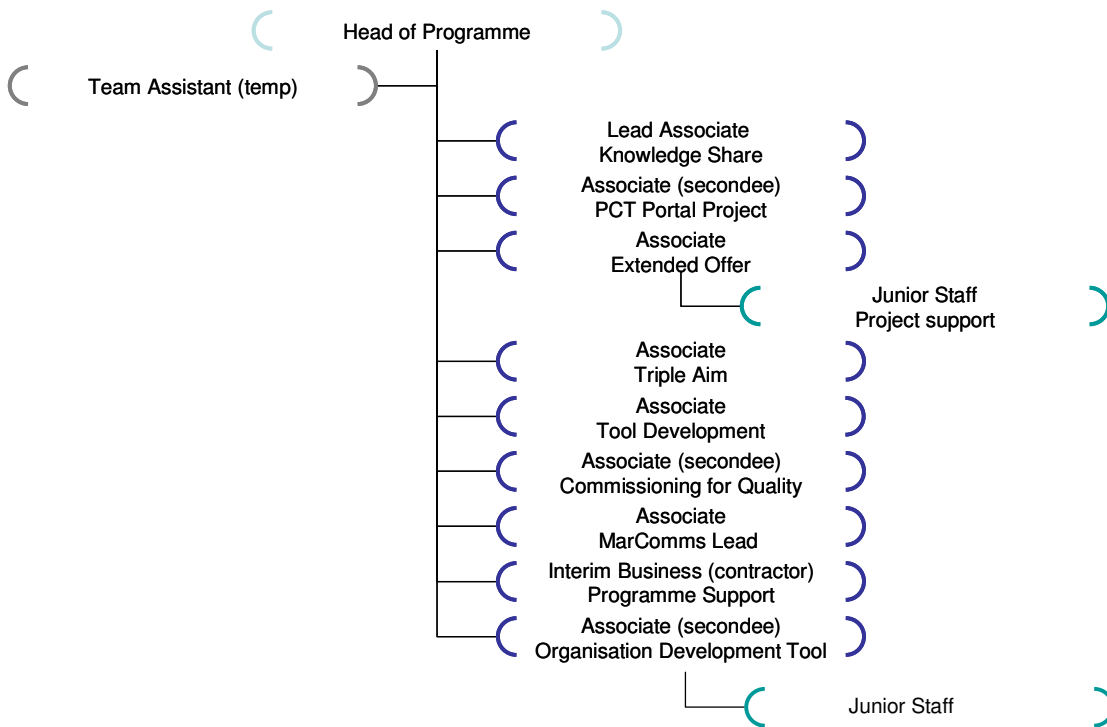 Head of Programme
Team Assistant (temp)
Lead Associate
Knowledge Share
Associate (secondee)
PCT Portal Project
Associate
Extended Offer
Junior Staff
Project support
Associate
Triple Aim
Associate
Tool Development
Associate (secondee)
Commissioning for Quality
Associate
MarComms Lead
Interim Business (contractor)
Programme Support
Associate (secondee)
Organisation Development Tool
Junior Staff